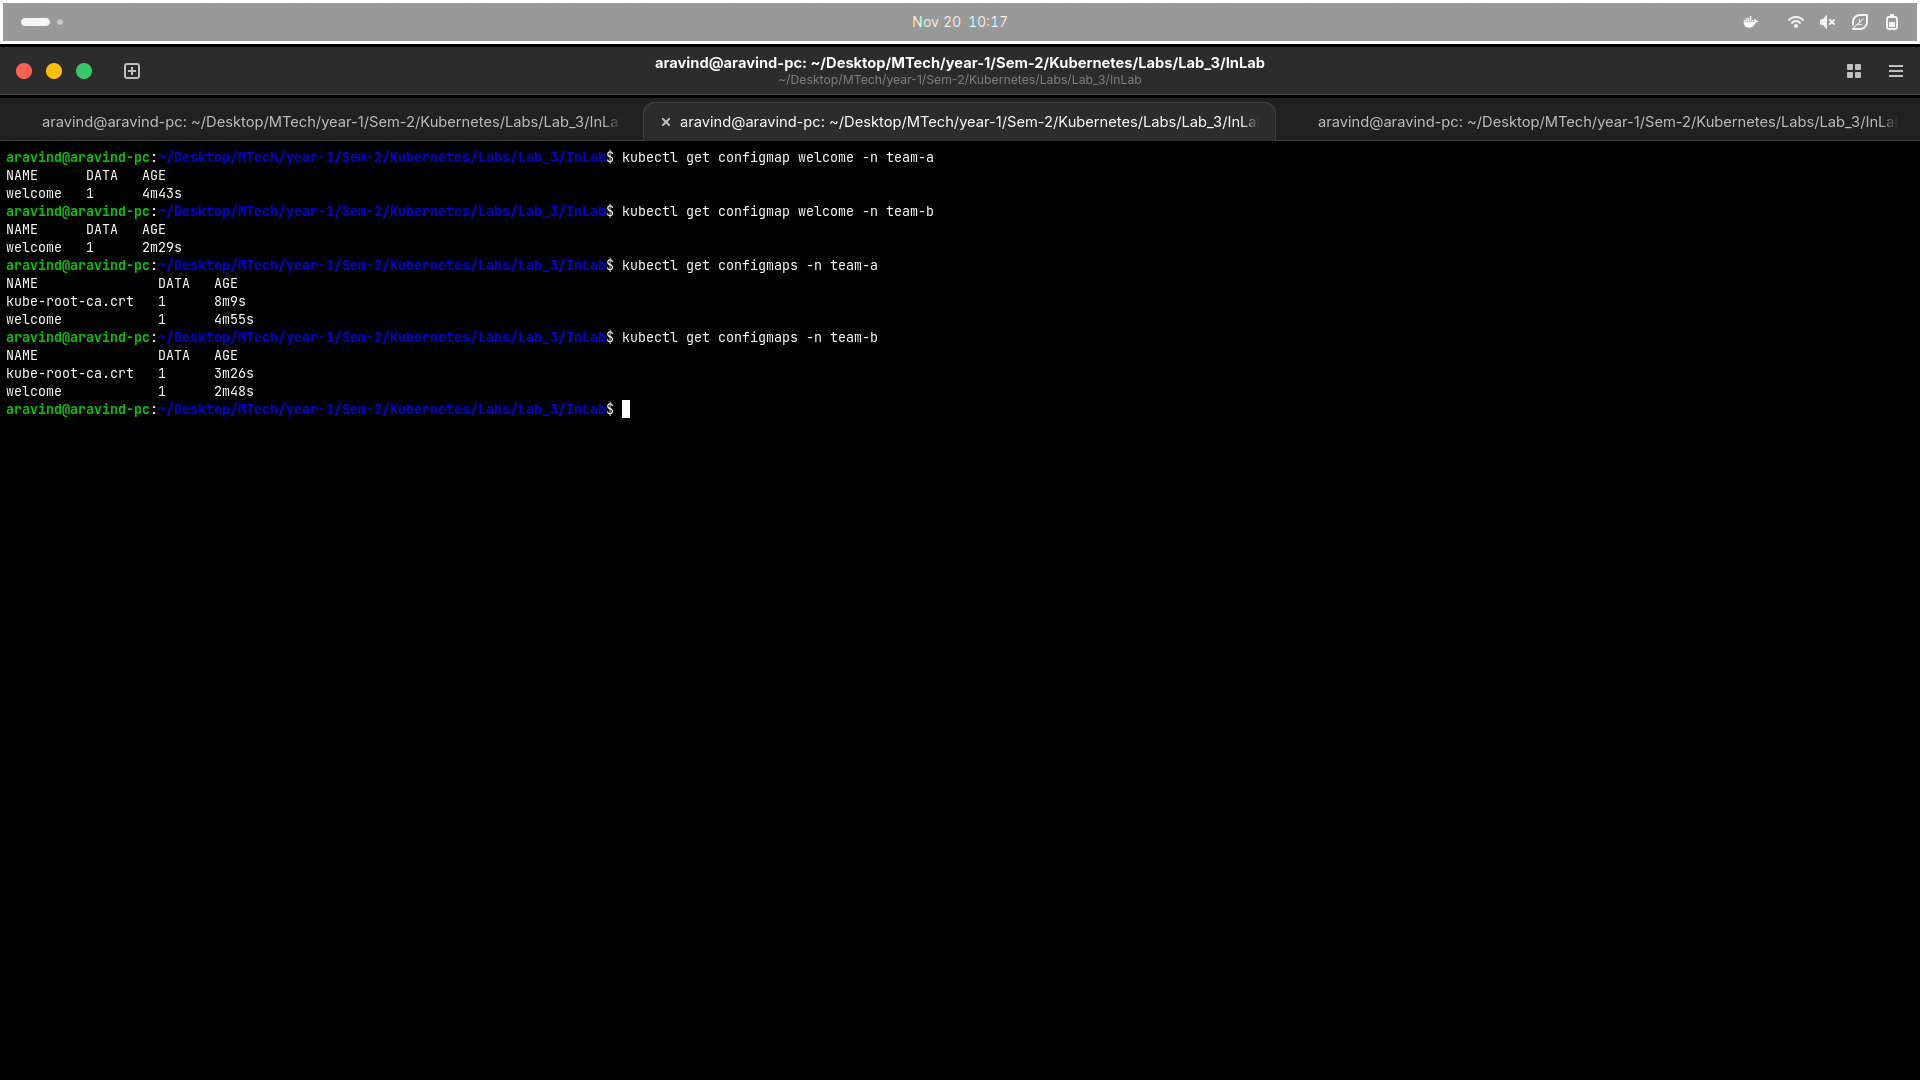 Nov 20 10:17
aravind@aravind-pc: ~/Desktop/MTech/year-1/Sem-2/Kubernetes/Labs/Lab_3/InLab
~/Desktop/MTech/year-1/Sem-2/Kubernetes/Labs/Lab_3/InLab
aravind@aravind-pc: ~/Desktop/MTech/year-1/Sem-2/Kubernetes/Labs/Lab_3/InLa
aravind@aravind-pc: ~/Desktop/MTech/year-1/Sem-2/Kubernetes/Labs/Lab_3/InLa
aravind@aravind-pc: ~/Desktop/MTech/year-1/Sem-2/Kubernetes/Labs/Lab_3/InLa
aravind@aravind-pc:~/Desktop/MTech/year-1/Sem-2/Kubernetes/Labs/Lab_3/InLab$ kubectl get configmap welcome -n team-a
NAME      DATA   AGE
welcome   1      4m43s
aravind@aravind-pc:~/Desktop/MTech/year-1/Sem-2/Kubernetes/Labs/Lab_3/InLab$ kubectl get configmap welcome -n team-b
NAME      DATA   AGE
welcome   1      2m29s
aravind@aravind-pc:~/Desktop/MTech/year-1/Sem-2/Kubernetes/Labs/Lab_3/InLab$ kubectl get configmaps -n team-a
NAME               DATA   AGE
kube-root-ca.crt   1      8m9s
welcome            1      4m55s
aravind@aravind-pc:~/Desktop/MTech/year-1/Sem-2/Kubernetes/Labs/Lab_3/InLab$ kubectl get configmaps -n team-b
NAME               DATA   AGE
kube-root-ca.crt   1      3m26s
welcome            1      2m48s
aravind@aravind-pc:~/Desktop/MTech/year-1/Sem-2/Kubernetes/Labs/Lab_3/InLab$